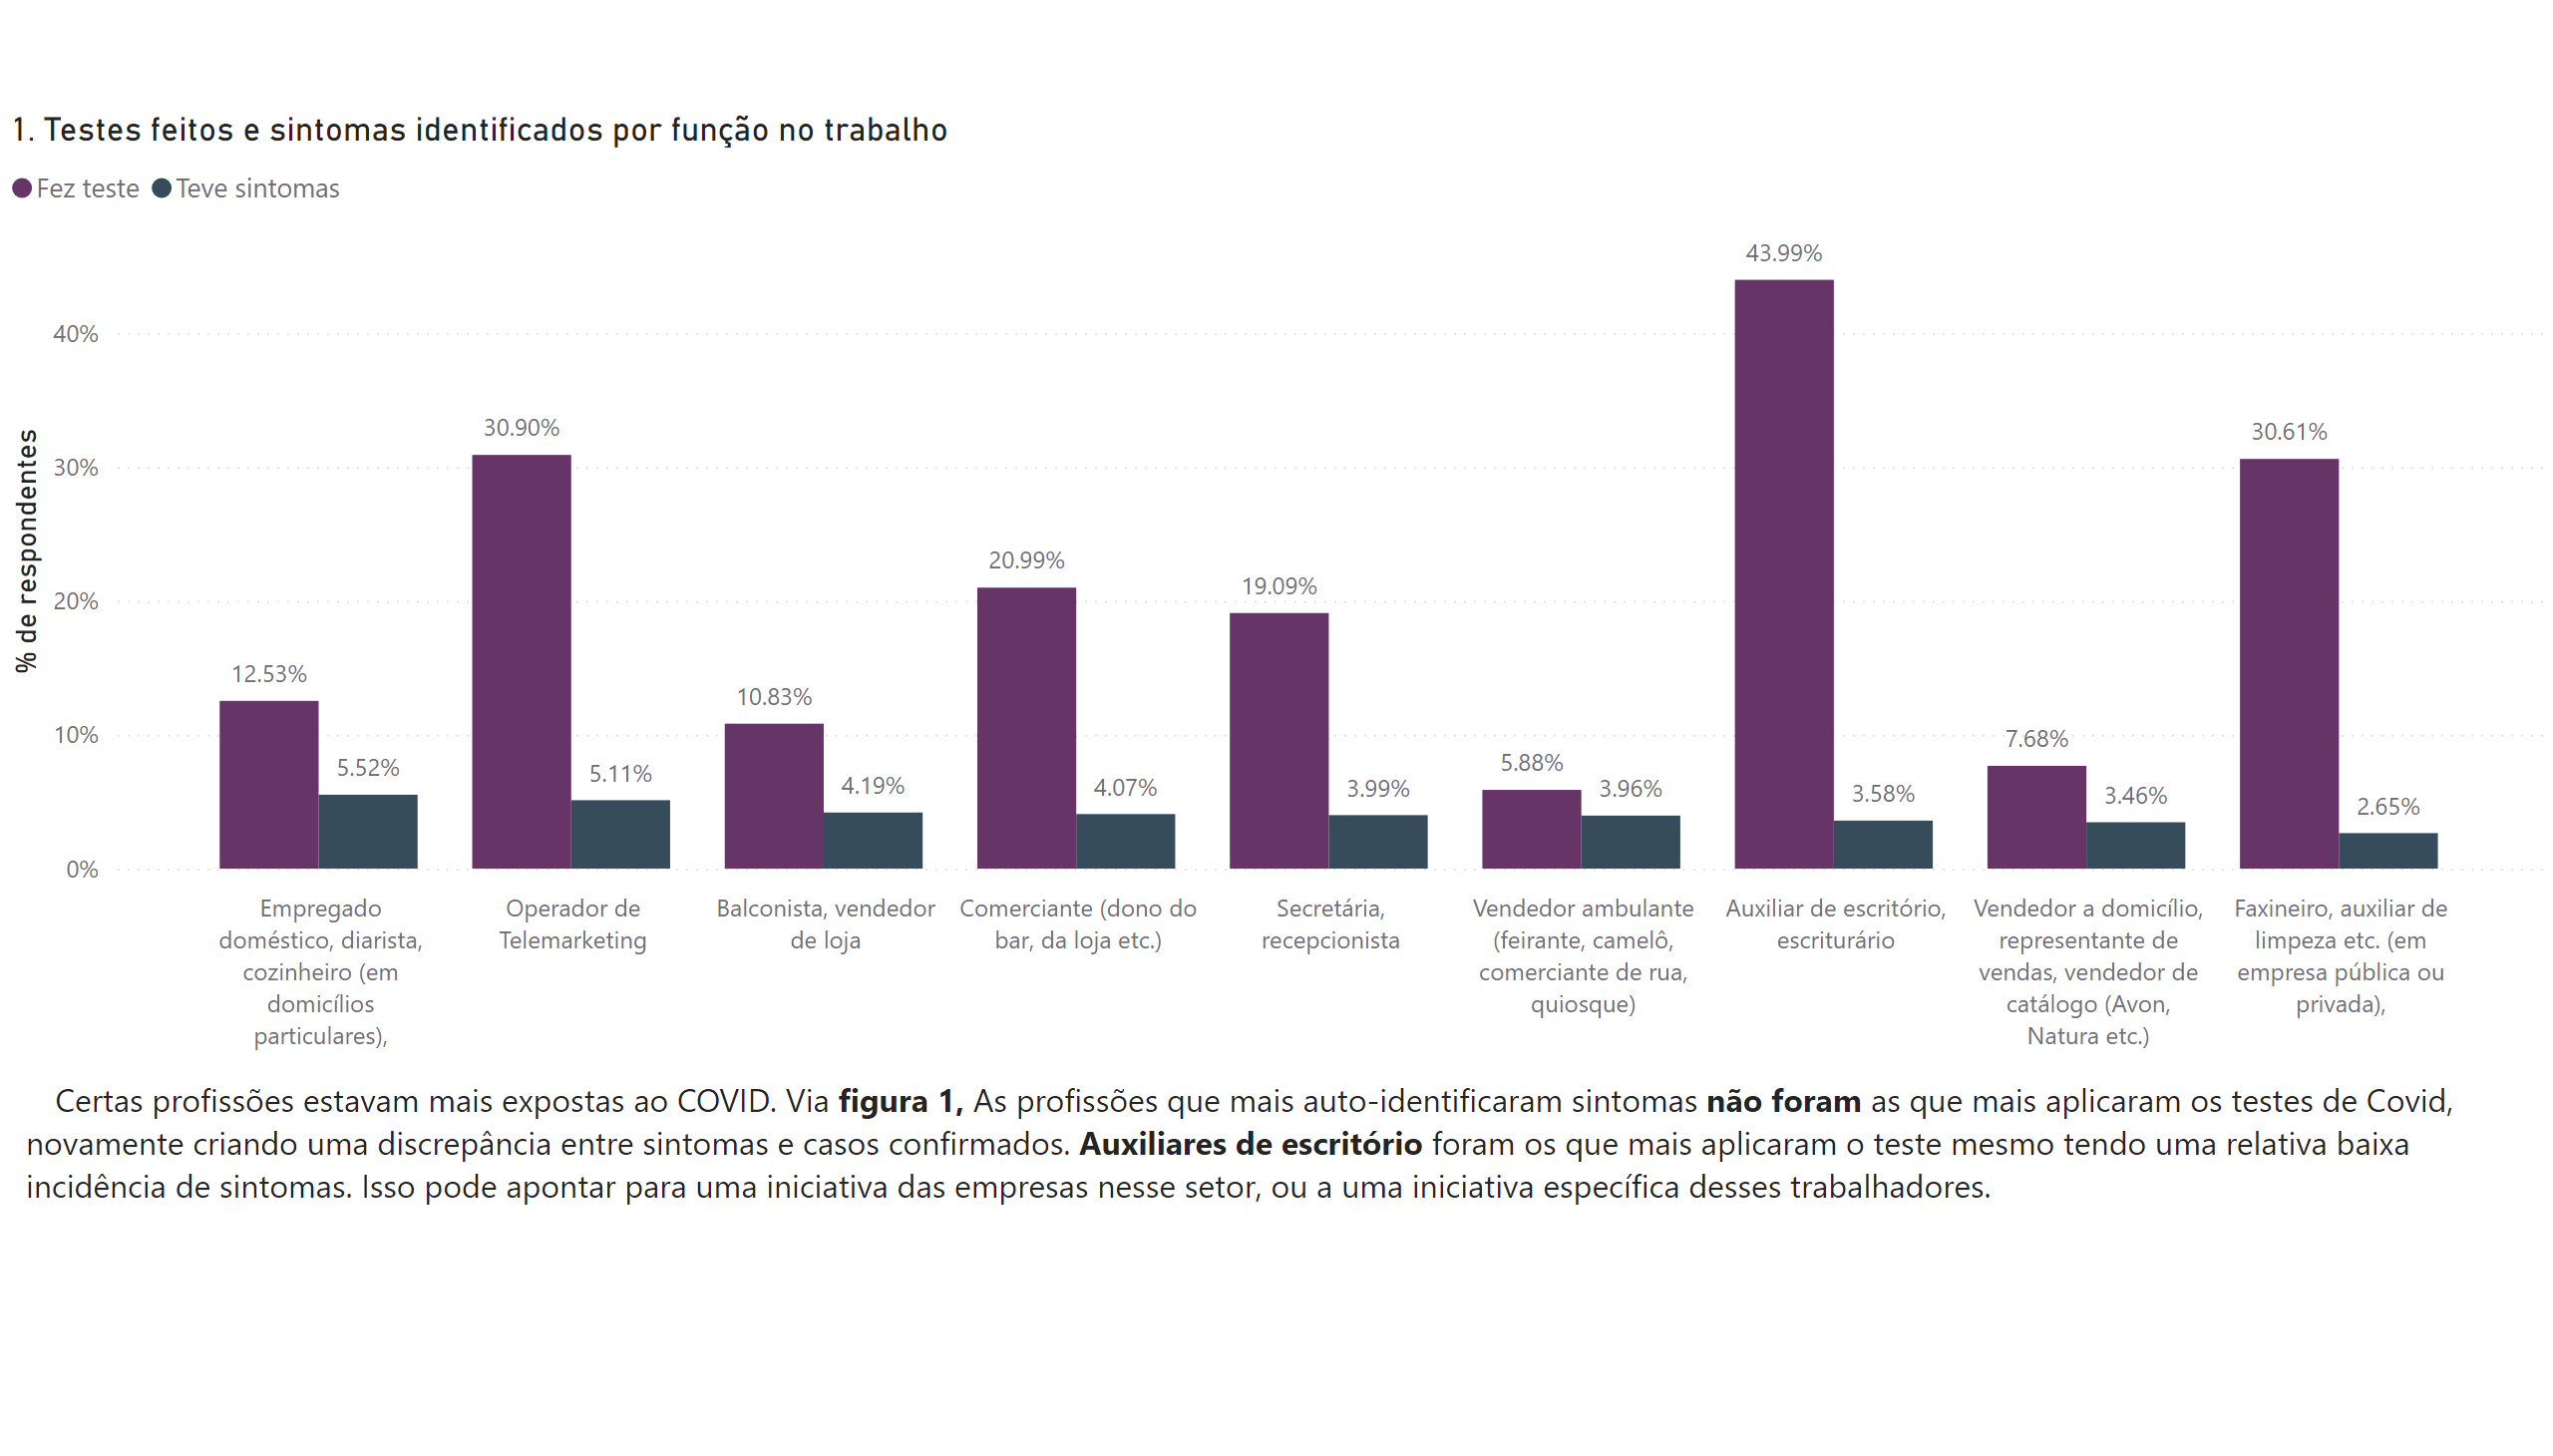 1. Testes feitos e sintomas identificados por função no trabalho
Fez teste Teve sintomas
% de respondentes
40%
30%
20%
10%
0%
12.53%
5.52%
30.90%
5.11%
10.83%
4.19%
20.99%
4.07%
19.09%
3.99%
5.88%
3.96%
43.99%
3.58%
7.68%
3.46%
30.61%
2.65%
Empregado
doméstico, diarista,
cozinheiro (em
domicílios
particulares),
Operador de
Telemarketing
Balconista, vendedor
de loja
Comerciante (dono do
bar, da loja etc.)
Secretária,
recepcionista
Vendedor ambulante
(feirante, camelô,
comerciante de rua,
quiosque)
Auxiliar de escritório,
escriturário
Vendedor a domicílio,
representante de
vendas, vendedor de
catálogo (Avon,
Natura etc.)
Faxineiro, auxiliar de
limpeza etc. (em
empresa pública ou
privada),
Certas profissões estavam mais expostas ao COVID. Via figura 1, As profissões que mais auto-identificaram sintomas não foram as que mais aplicaram os testes de Covid,
novamente criando uma discrepância entre sintomas e casos confirmados. Auxiliares de escritório foram os que mais aplicaram o teste mesmo tendo uma relativa baixa
incidência de sintomas. Isso pode apontar para uma iniciativa das empresas nesse setor, ou a uma iniciativa específica desses trabalhadores.